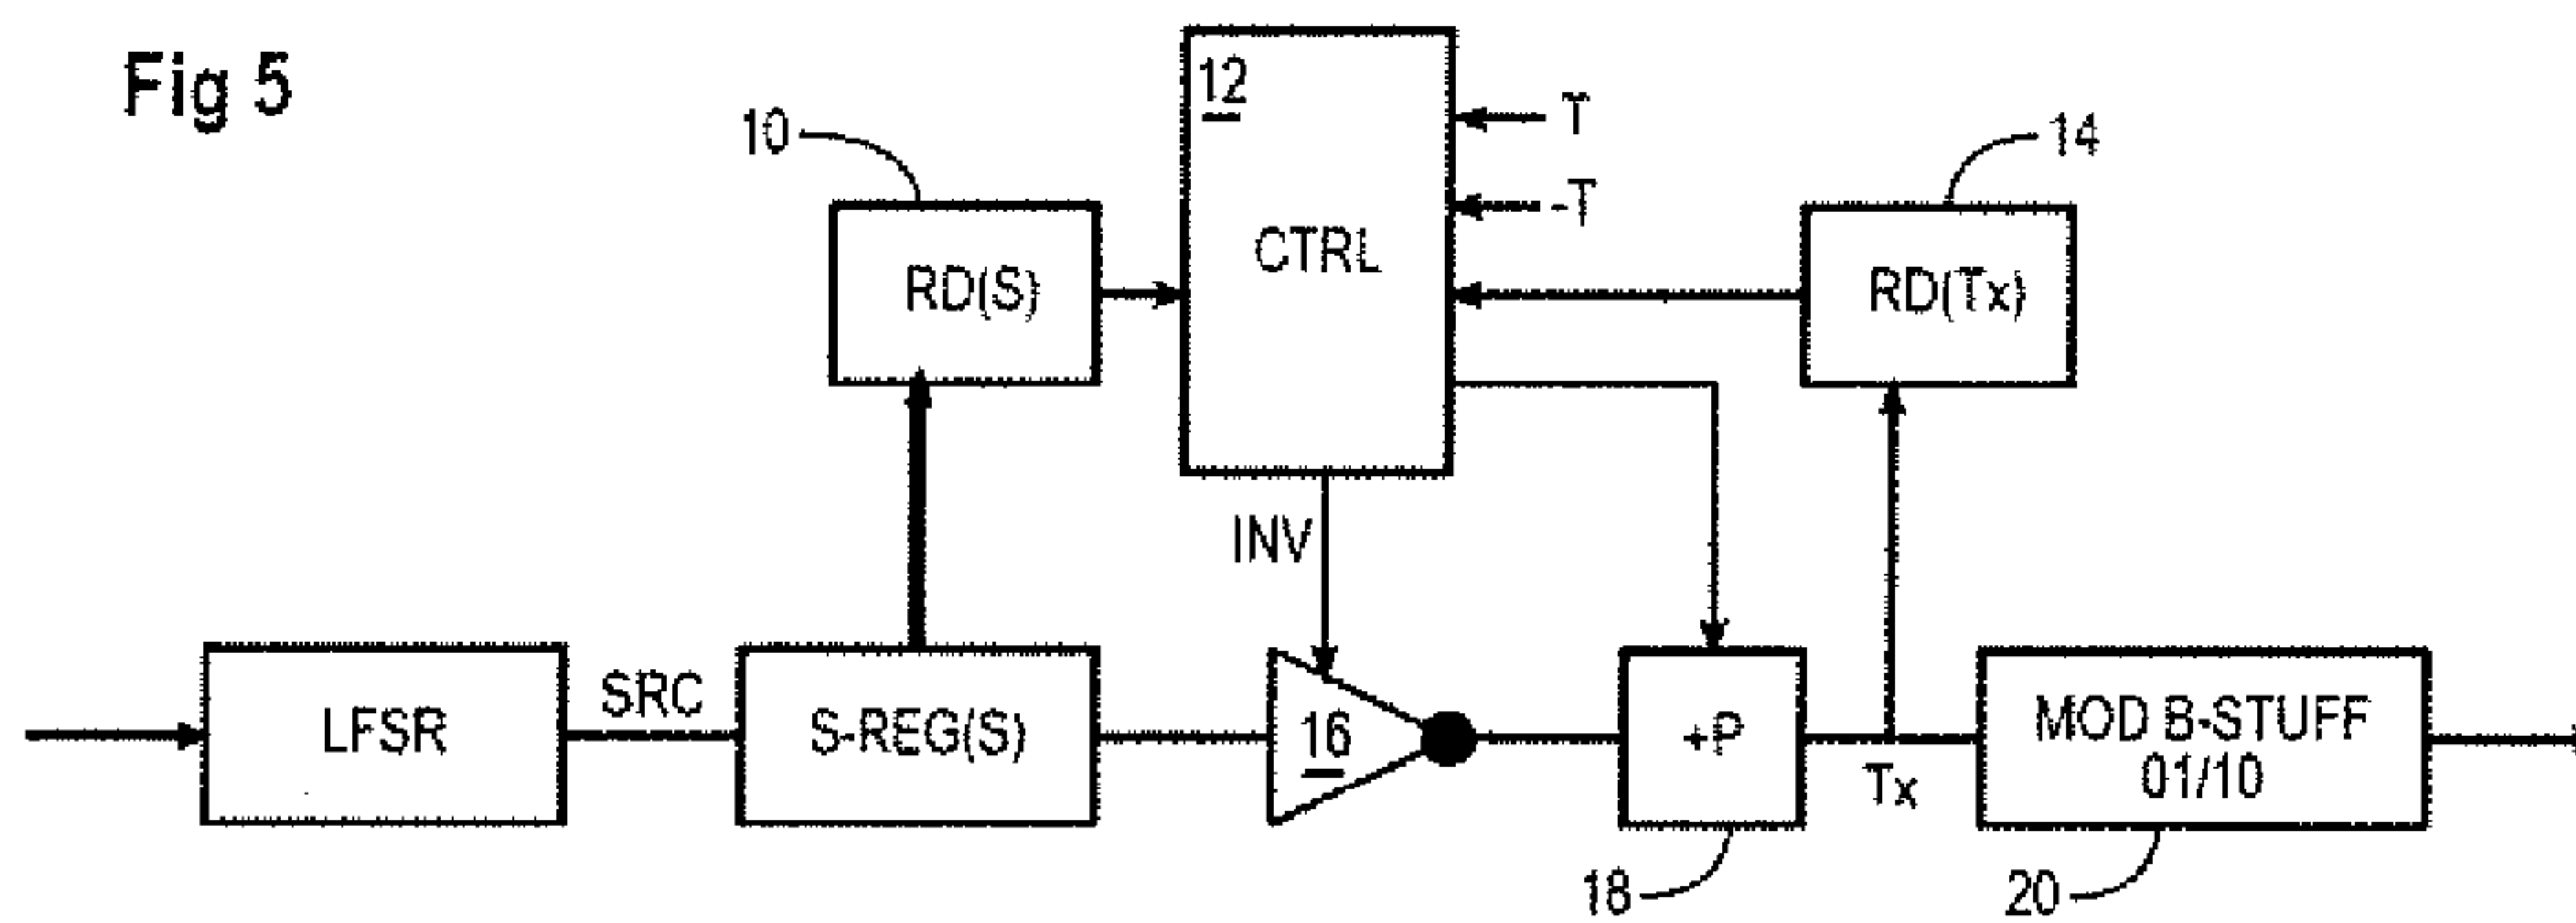 Fig 5
12
10
T
14
-T
CTRL
RD(S)
RD(Tx)
INV
SRC
LFSR
S-REG(S)
16
+P
Tx
MOD B-STUFF
01/10
18
20